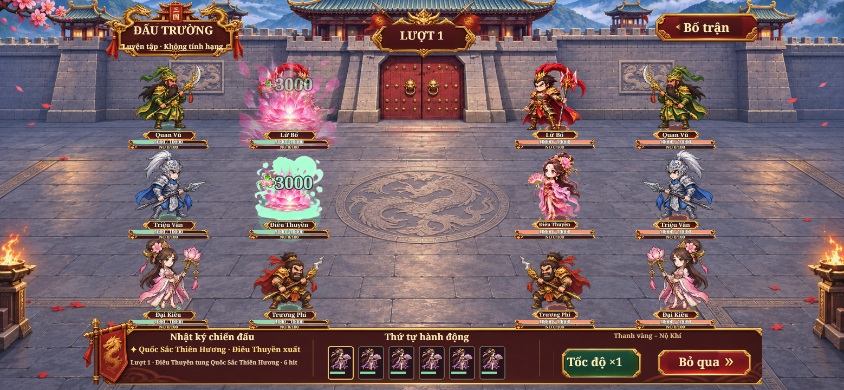 三
国
ĐẤU TRƯỜNG
Luyện tập · Không tính hạng
LƯỢT 1
Bố trận
3000
Quan Vũ
Lữ Bố
Lữ Bố
Quan Vũ
3000
Triệu Vân
Điêu Thuyền
Điêu Thuyền
Triệu Vân
Đại Kiều
Trương Phi
Trương Phi
Đại Kiều
Nhật ký chiến đấu
Quốc Sắc Thiên Hương · Điêu Thuyền xuất
Lượt 1 · Điêu Thuyền tung Quốc Sắc Thiên Hương · 6 hit
Thứ tự hành động
Thanh vàng = Nộ Khí
Tốc độ ×1
Bỏ qua »